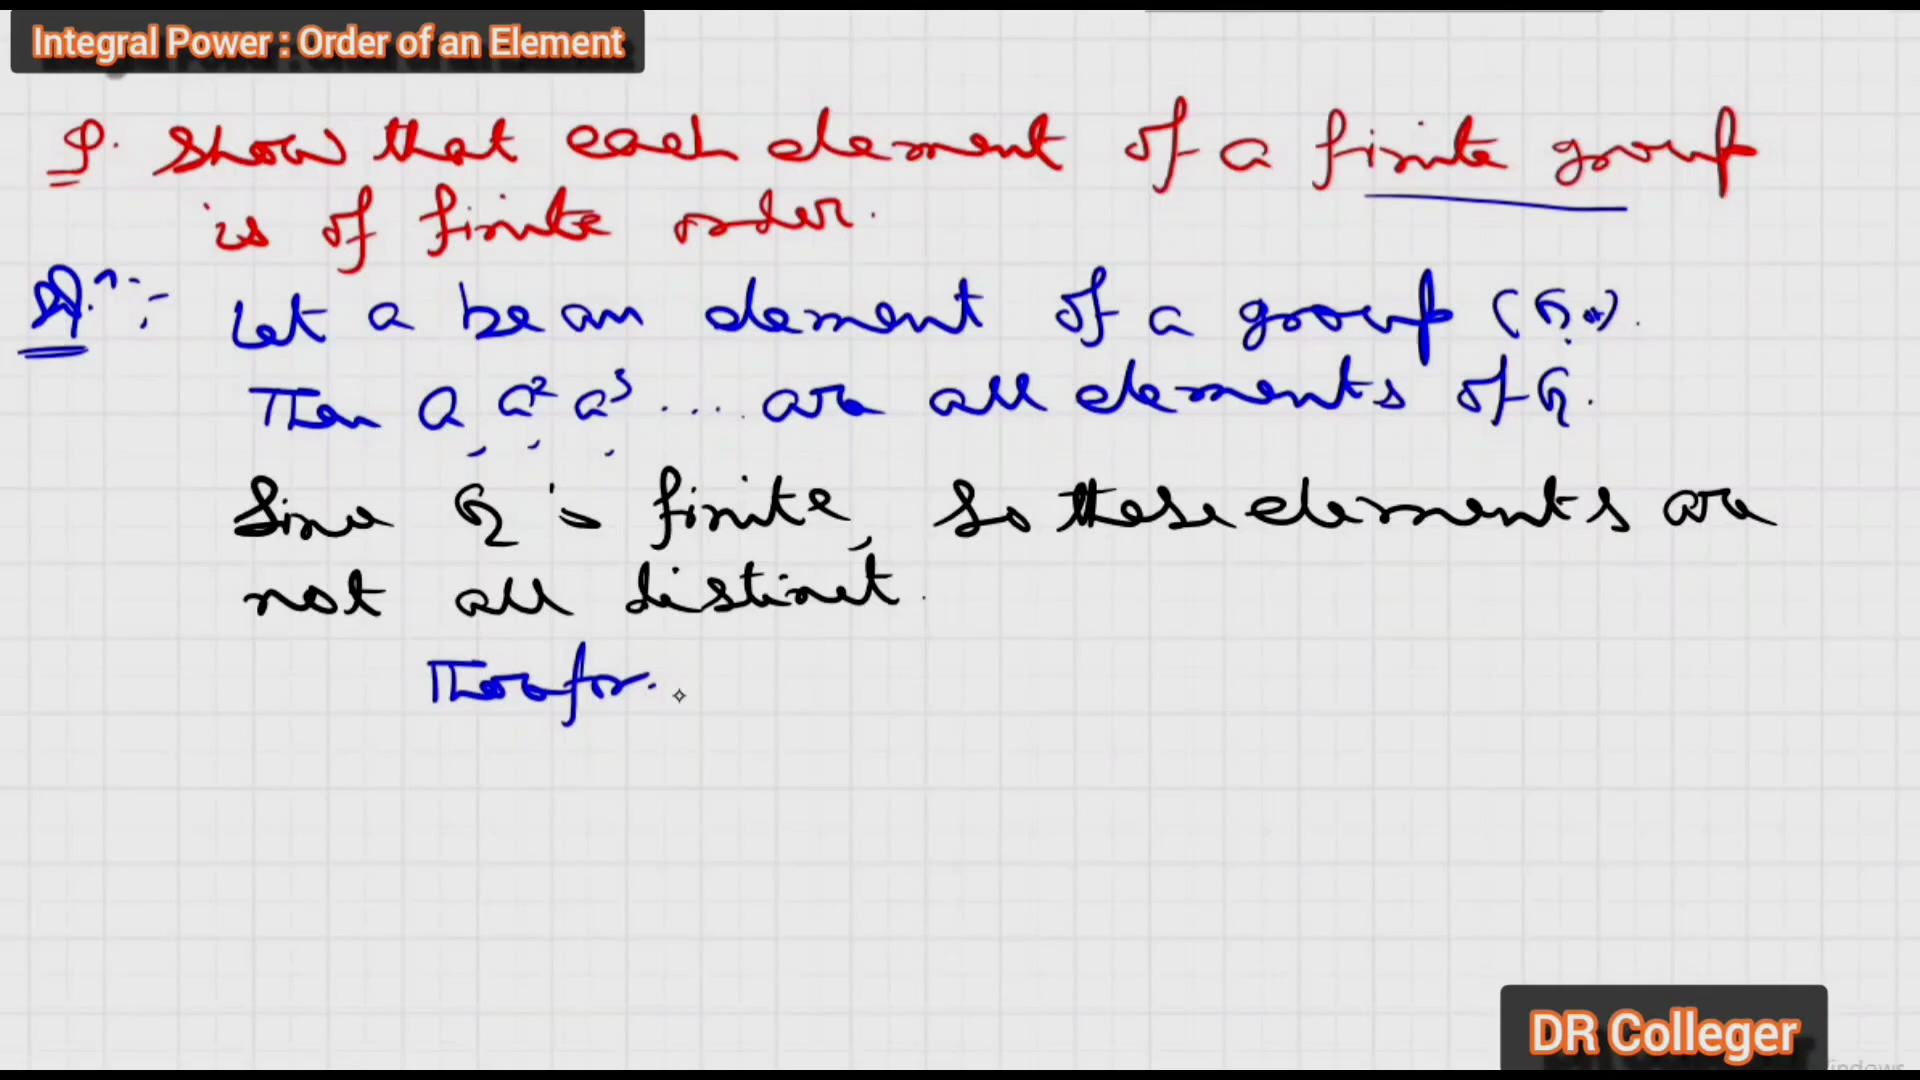 Integral Power : Order of an Element
Q. Show that each element of a finite group
is of finite order.
Solⁿ:- Let a be an element of a group (G, *).
Then a, a², a³, .... are all elements of G.
Since G is finite, so these elements are
not all distinct.
Therefor.
DR Colleger